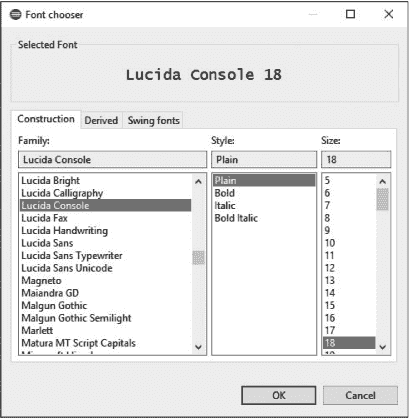 Font chooser
Selected Font
Lucida Console 18
Construction Derived Swing fonts
Family: Style: Size:
Lucida Console Plain 18
Lucida Bright Plain 5
Lucida Calligraphy Bold 6
Lucida Console Italic 7
Lucida Fax Bold Italic 8
Lucida Handwriting 9
Lucida Sans 10
Lucida Sans Typewriter 11
Lucida Sans Unicode 12
Magneto 13
Maiandra GD 14
Malgun Gothic 15
Malgun Gothic Semilight 16
Marlett 17
Matura MT Script Capitals 18
OK Cancel